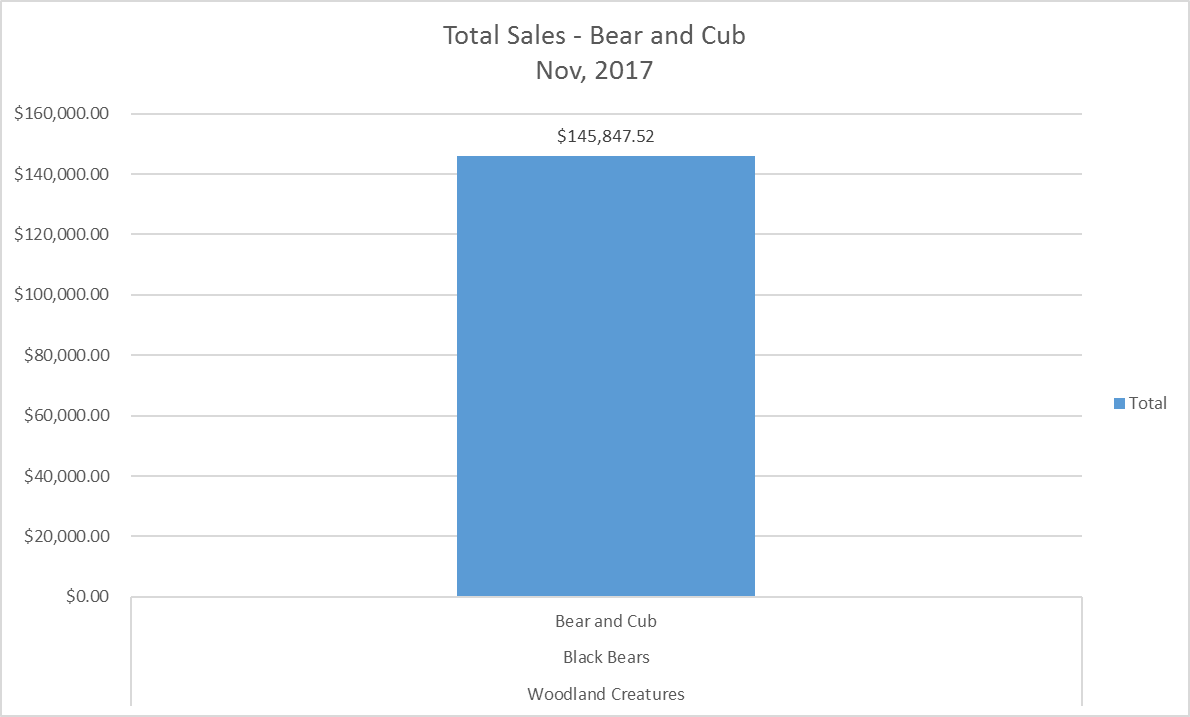 Total Sales - Bear and Cub
Nov, 2017
$160,000.00
$145,847.52
$140,000.00
$120,000.00
$100,000.00
$80,000.00
$60,000.00
Total
$40,000.00
$20,000.00
$0.00
Bear and Cub
Black Bears
Woodland Creatures